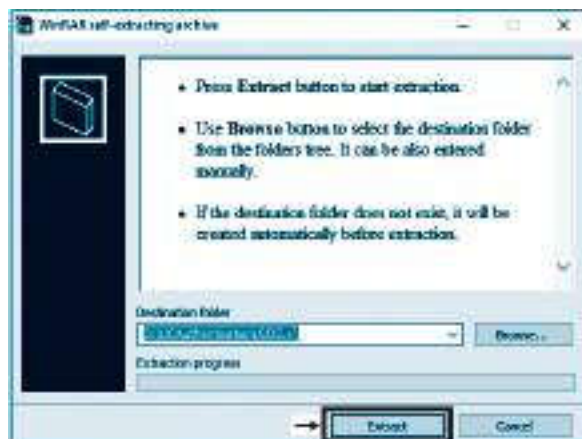 WinRAR self-extracting archive
• Press Extract button to start extraction.
• Use Browse button to select the destination folder
from the folders tree. It can be also entered
manually.
• If the destination folder does not exist, it will be
created automatically before extraction.
Destination folder
Browse...
Extraction progress
Extract
Cancel